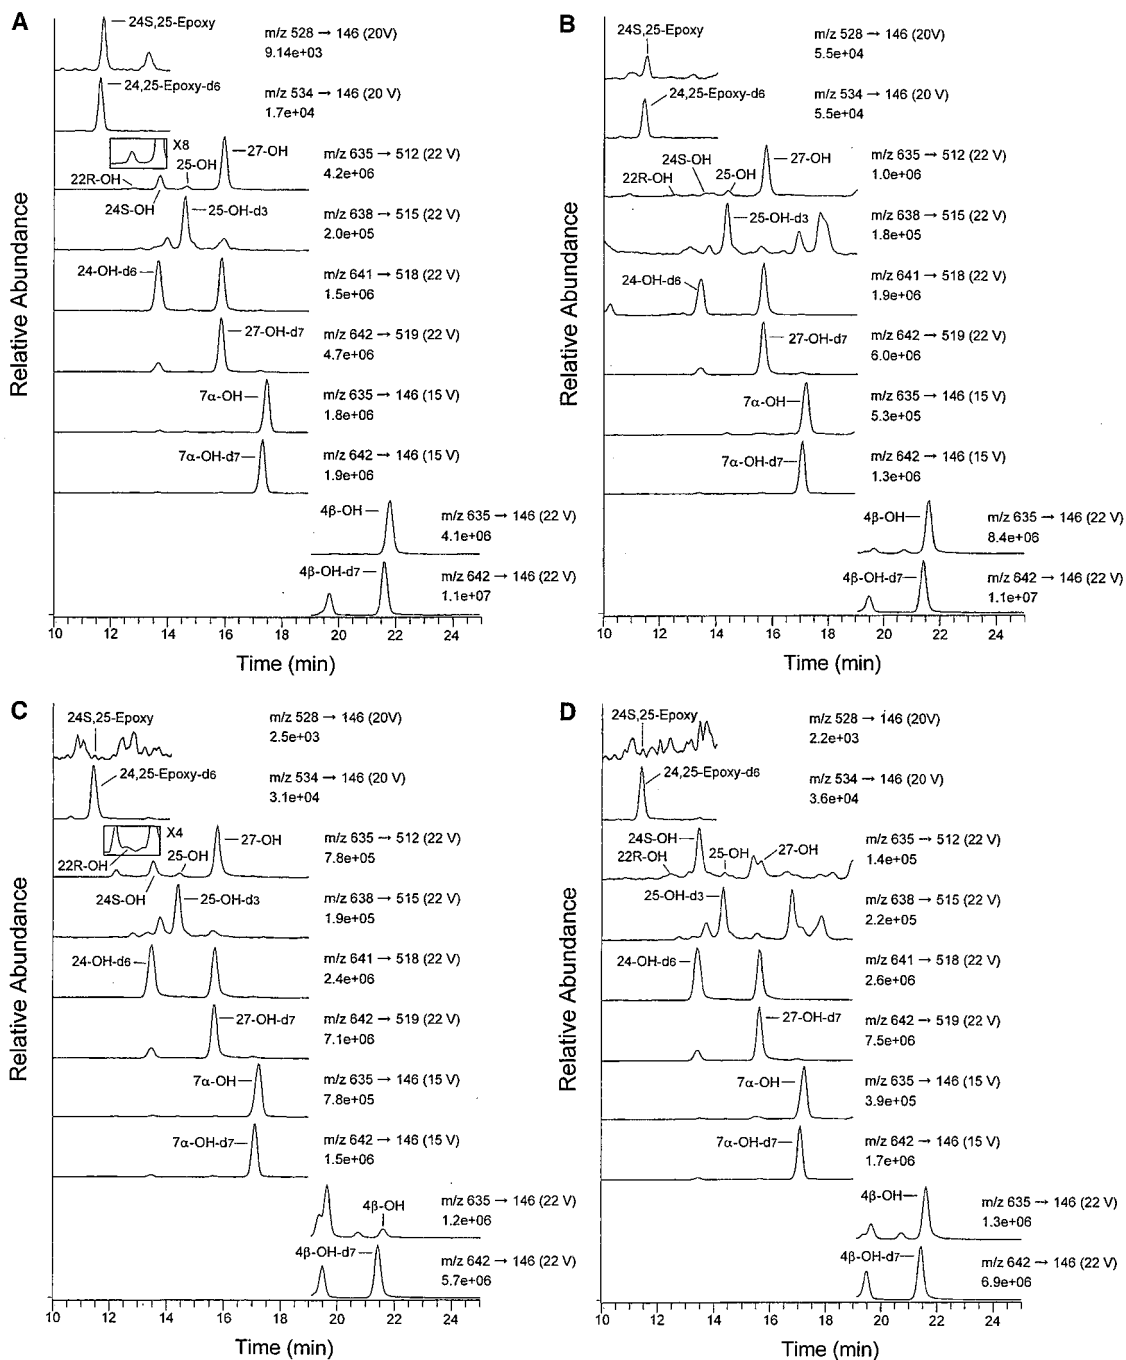 A
24S,25-Epoxy
m/z 528 → 146 (20V)
9.14e+03
24,25-Epoxy-d6
m/z 534 → 146 (20 V)
1.7e+04
X8
27-OH
m/z 635 → 512 (22 V)
4.2e+06
25-OH
22R-OH
24S-OH
25-OH-d3
m/z 638 → 515 (22 V)
2.0e+05
24-OH-d6
m/z 641 → 518 (22 V)
1.5e+06
27-OH-d7
m/z 642 → 519 (22 V)
4.7e+06
7α-OH
m/z 635 → 146 (15 V)
1.8e+06
7α-OH-d7
m/z 642 → 146 (15 V)
1.9e+06
4β-OH
m/z 635 → 146 (22 V)
4.1e+06
4β-OH-d7
m/z 642 → 146 (22 V)
1.1e+07
Relative Abundance
10 12 14 16 18 20 22 24
Time (min)
B
24S,25-Epoxy
m/z 528 → 146 (20V)
5.5e+04
24,25-Epoxy-d6
m/z 534 → 146 (20 V)
5.5e+04
24S-OH
27-OH
m/z 635 → 512 (22 V)
1.0e+06
22R-OH
25-OH
25-OH-d3
m/z 638 → 515 (22 V)
1.8e+05
24-OH-d6
m/z 641 → 518 (22 V)
1.9e+06
27-OH-d7
m/z 642 → 519 (22 V)
6.0e+06
7α-OH
m/z 635 → 146 (15 V)
5.3e+05
7α-OH-d7
m/z 642 → 146 (15 V)
1.3e+06
4β-OH
m/z 635 → 146 (22 V)
8.4e+06
4β-OH-d7
m/z 642 → 146 (22 V)
1.1e+07
Relative Abundance
10 12 14 16 18 20 22 24
Time (min)
C
24S,25-Epoxy
m/z 528 → 146 (20V)
2.5e+03
24,25-Epoxy-d6
m/z 534 → 146 (20 V)
3.1e+04
X4
27-OH
m/z 635 → 512 (22 V)
7.8e+05
22R-OH
25-OH
24S-OH
25-OH-d3
m/z 638 → 515 (22 V)
1.9e+05
24-OH-d6
m/z 641 → 518 (22 V)
2.4e+06
27-OH-d7
m/z 642 → 519 (22 V)
7.1e+06
7α-OH
m/z 635 → 146 (15 V)
7.8e+05
7α-OH-d7
m/z 642 → 146 (15 V)
1.5e+06
4β-OH
m/z 635 → 146 (22 V)
1.2e+06
4β-OH-d7
m/z 642 → 146 (22 V)
5.7e+06
Relative Abundance
10 12 14 16 18 20 22 24
Time (min)
D
24S,25-Epoxy
m/z 528 → 146 (20V)
2.2e+03
24,25-Epoxy-d6
m/z 534 → 146 (20 V)
3.6e+04
24S-OH
m/z 635 → 512 (22 V)
1.4e+05
22R-OH
25-OH
27-OH
25-OH-d3
m/z 638 → 515 (22 V)
2.2e+05
24-OH-d6
m/z 641 → 518 (22 V)
2.6e+06
27-OH-d7
m/z 642 → 519 (22 V)
7.5e+06
7α-OH
m/z 635 → 146 (15 V)
3.9e+05
7α-OH-d7
m/z 642 → 146 (15 V)
1.7e+06
4β-OH
m/z 635 → 146 (22 V)
1.3e+06
4β-OH-d7
m/z 642 → 146 (22 V)
6.9e+06
Relative Abundance
10 12 14 16 18 20 22 24
Time (min)